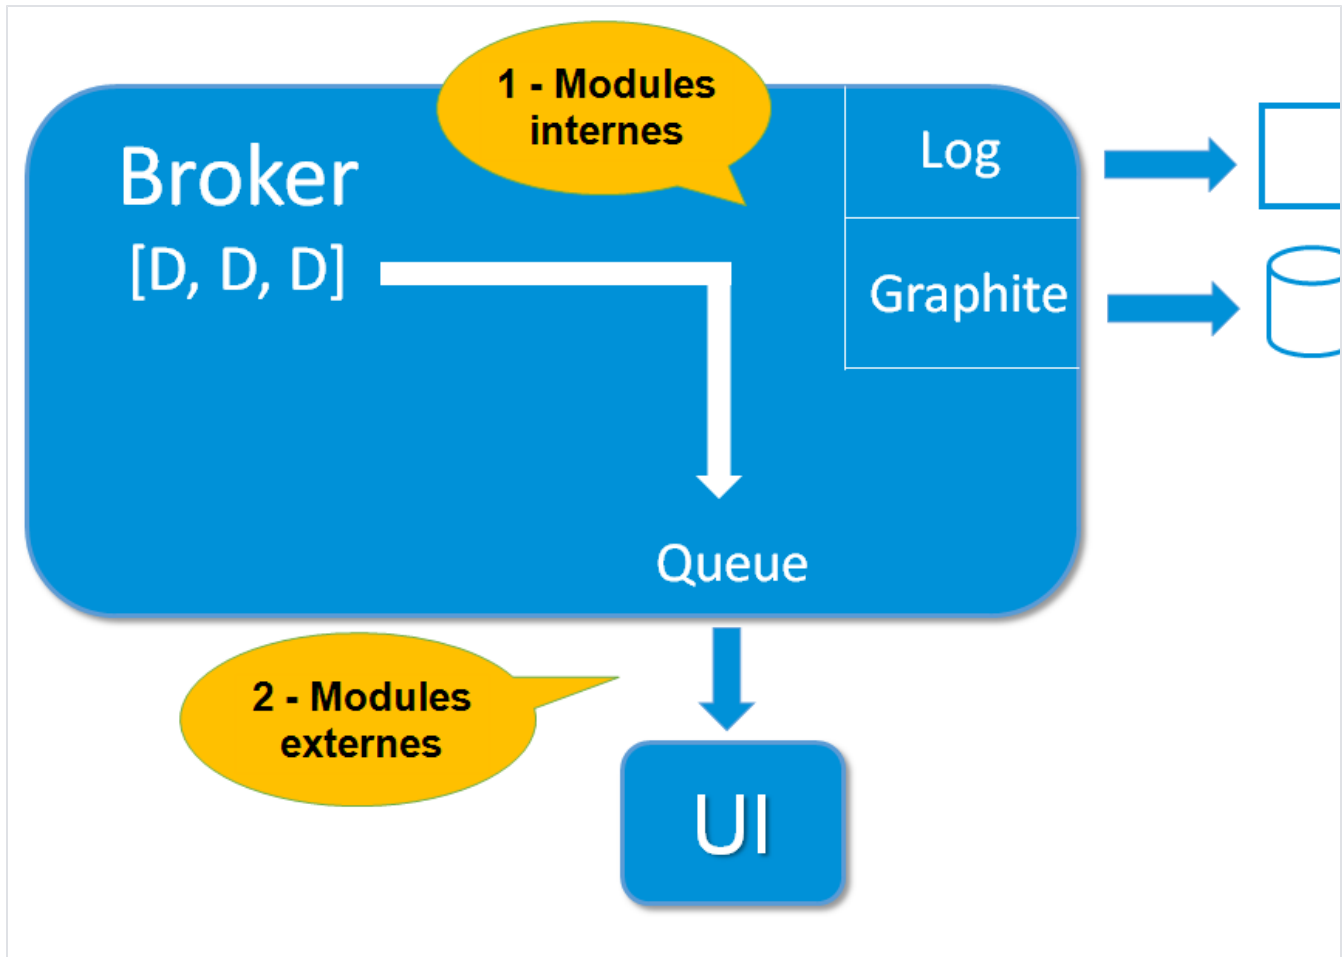 1 - Modules
internes
Broker
[D, D, D]
Log
Graphite
Queue
2 - Modules
externes
UI